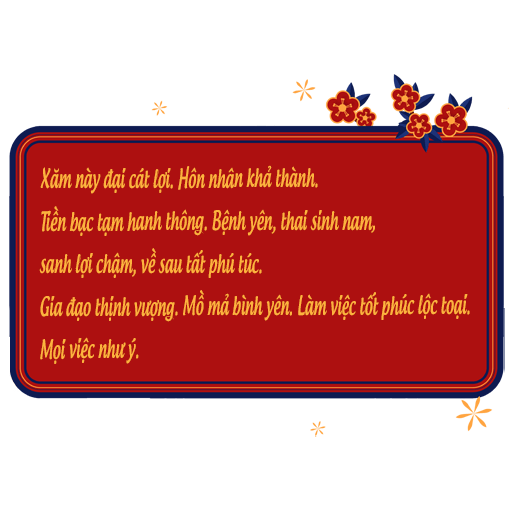 Xăm này đại cát lợi. Hôn nhân khả thành.
Tiền bạc tạm hanh thông. Bệnh yên, thai sinh nam,
sanh lợi chậm, về sau tất phú túc.
Gia đạo thịnh vượng. Mồ mả bình yên. Làm việc tốt phúc lộc toại.
Mọi việc như ý.